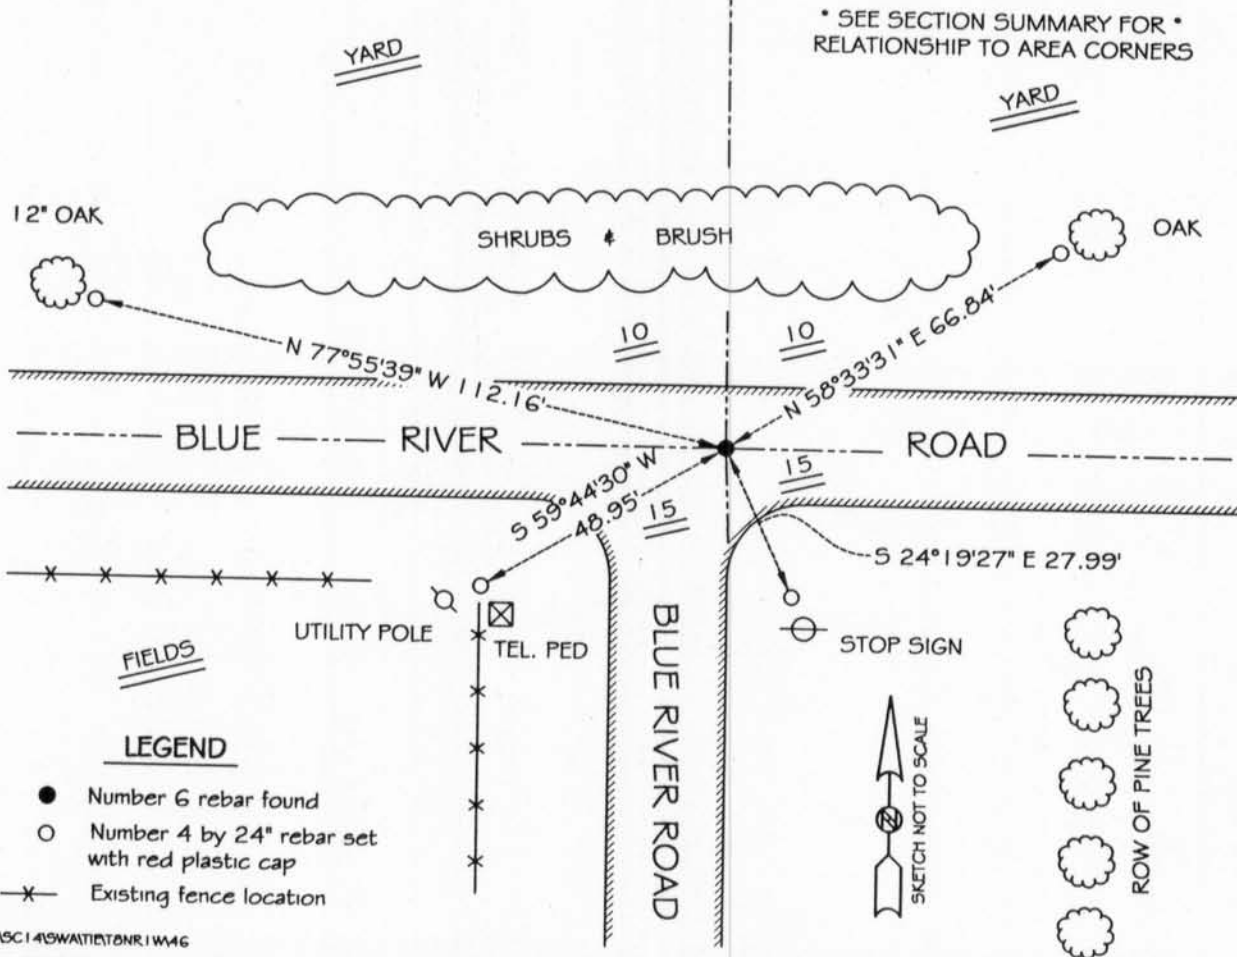 * SEE SECTION SUMMARY FOR *
RELATIONSHIP TO AREA CORNERS
YARD
YARD
12" OAK
SHRUBS & BRUSH
OAK
10
10
N 77°55'39" W 112.16'
N 58°33'31" E 66.84'
BLUE RIVER ROAD
S 59°44'30" W
48.95'
15
15
S 24°19'27" E 27.99'
UTILITY POLE
TEL. PED
STOP SIGN
FIELDS
BLUE RIVER ROAD
N
SKETCH NOT TO SCALE
ROW OF PINE TREES
LEGEND
Number 6 rebar found
Number 4 by 24" rebar set
with red plastic cap
Existing fence location